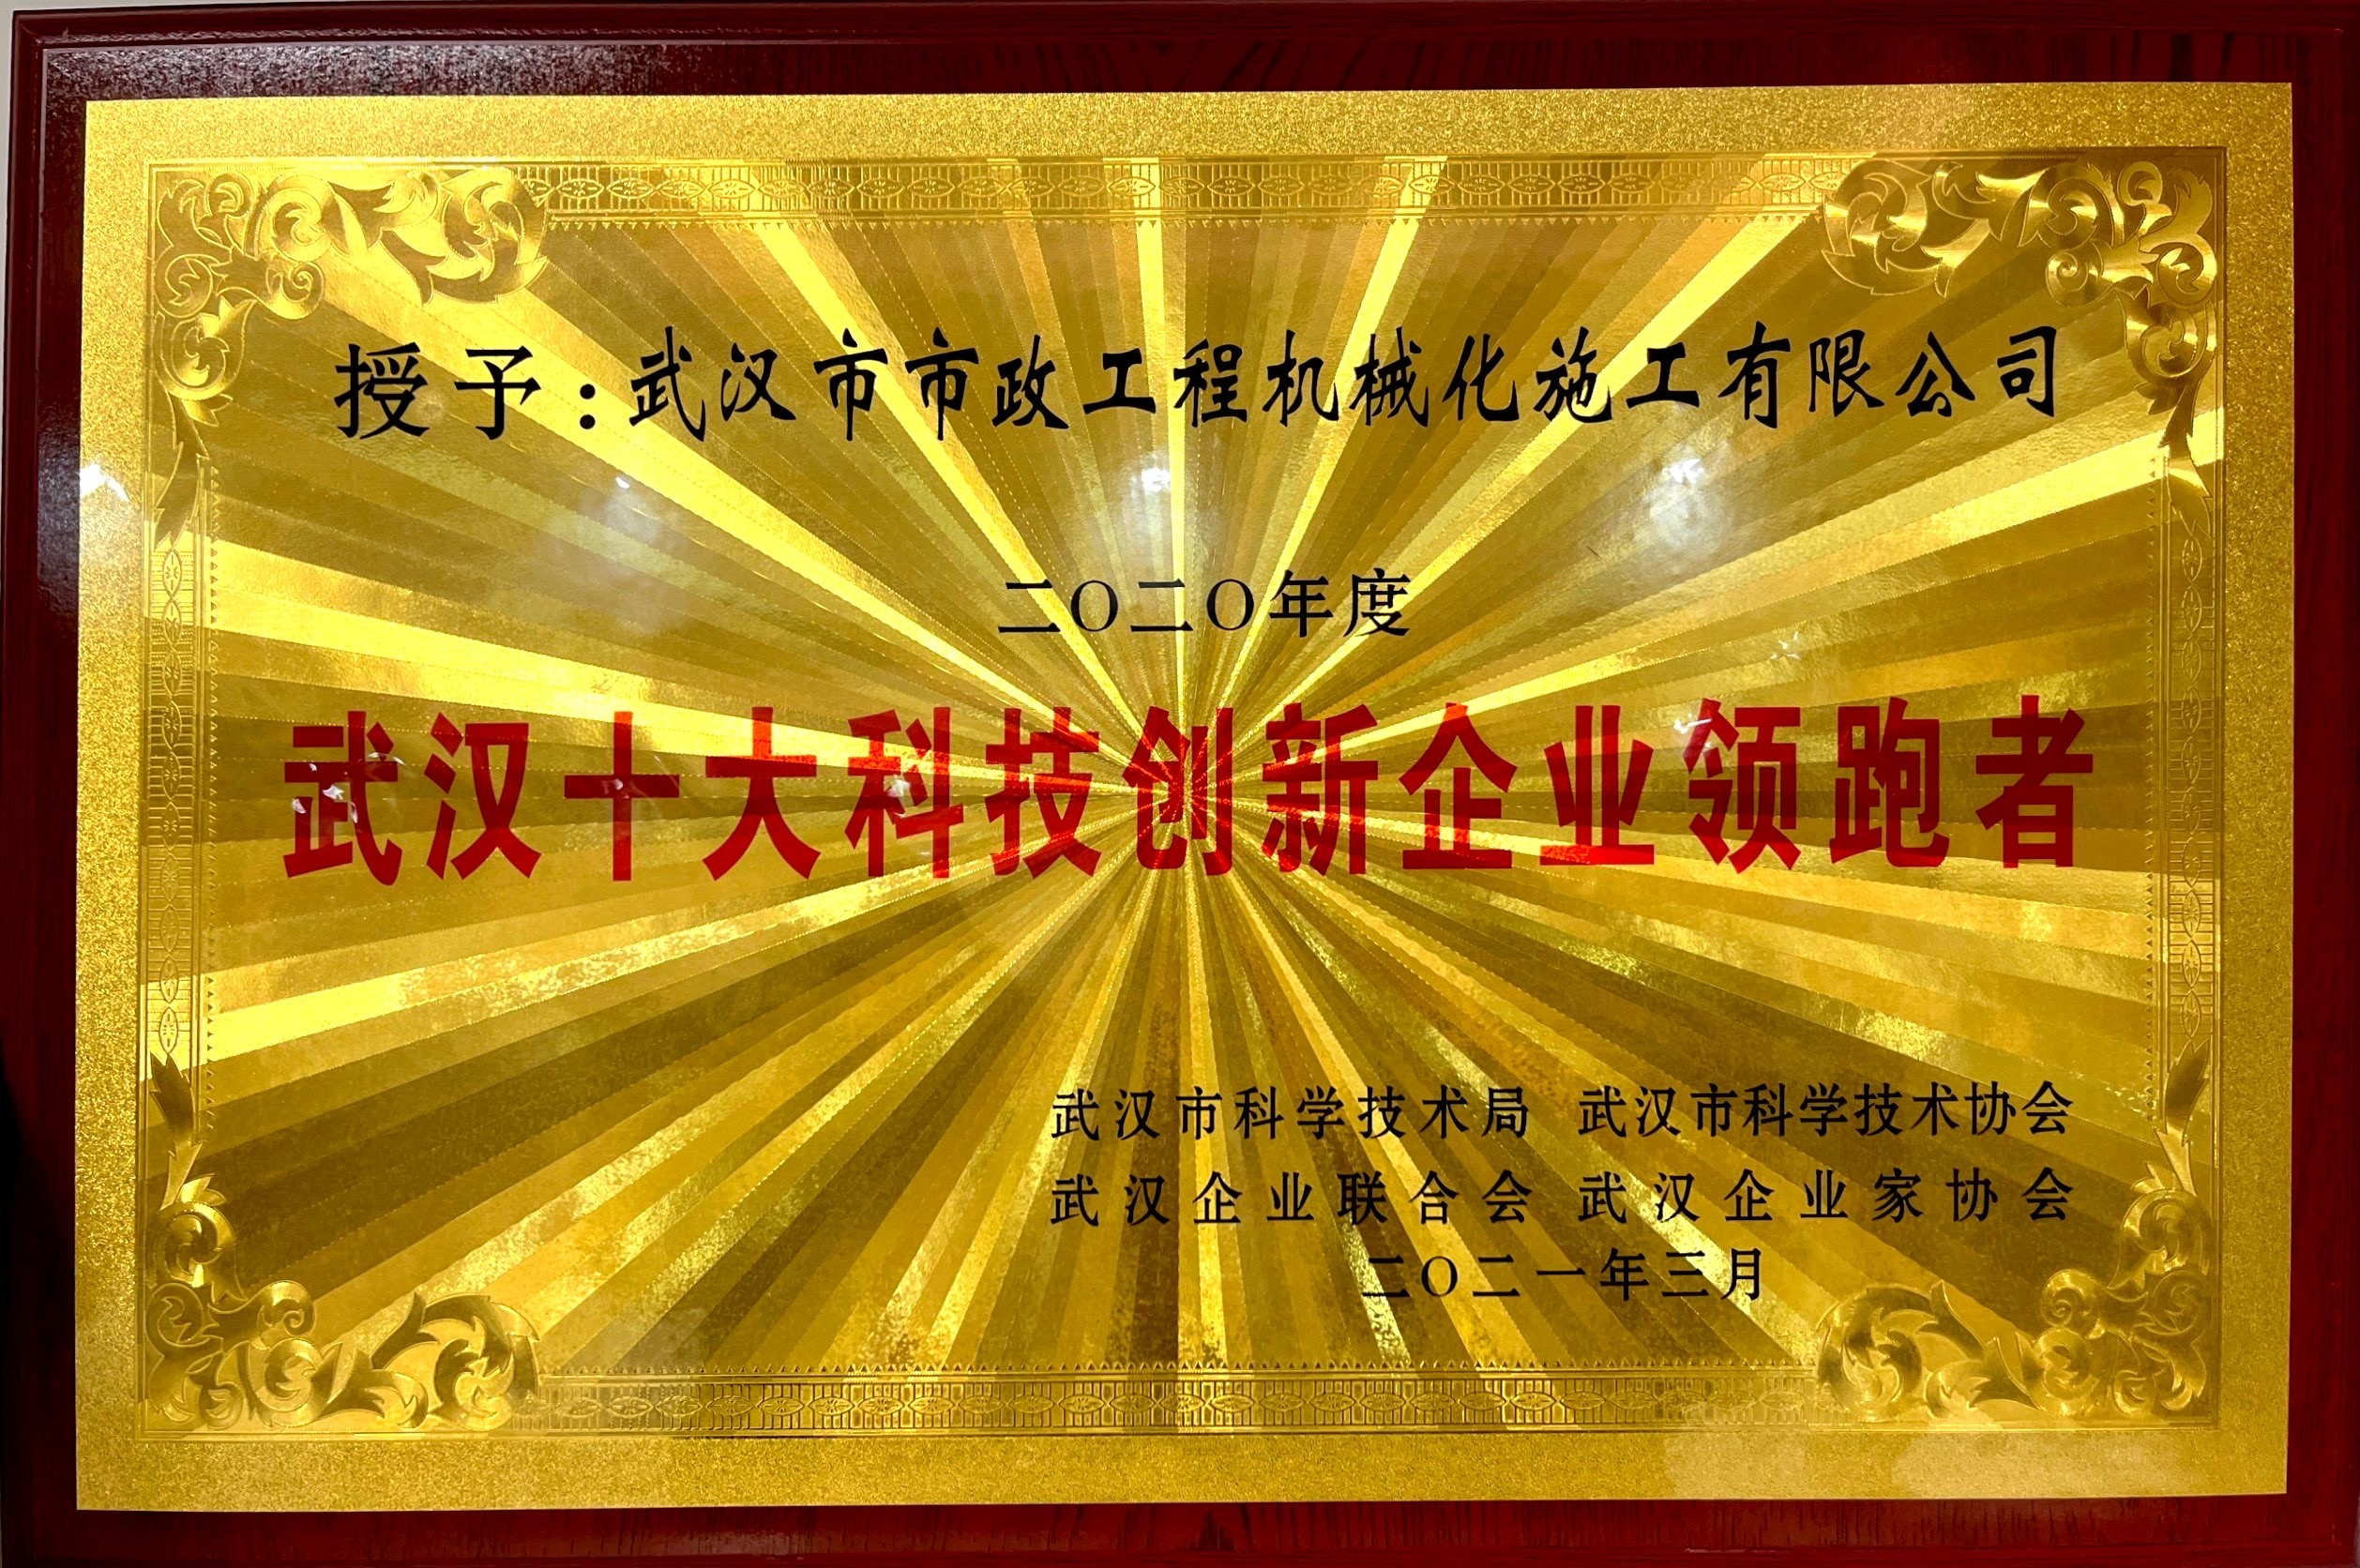 授予:武汉市市政工程机械化施工有限公司
二〇二〇年度
武汉十大科技创新企业领跑者
武汉市科学技术局 武汉市科学技术协会
武汉企业联合会 武汉企业家协会
二〇二一年三月